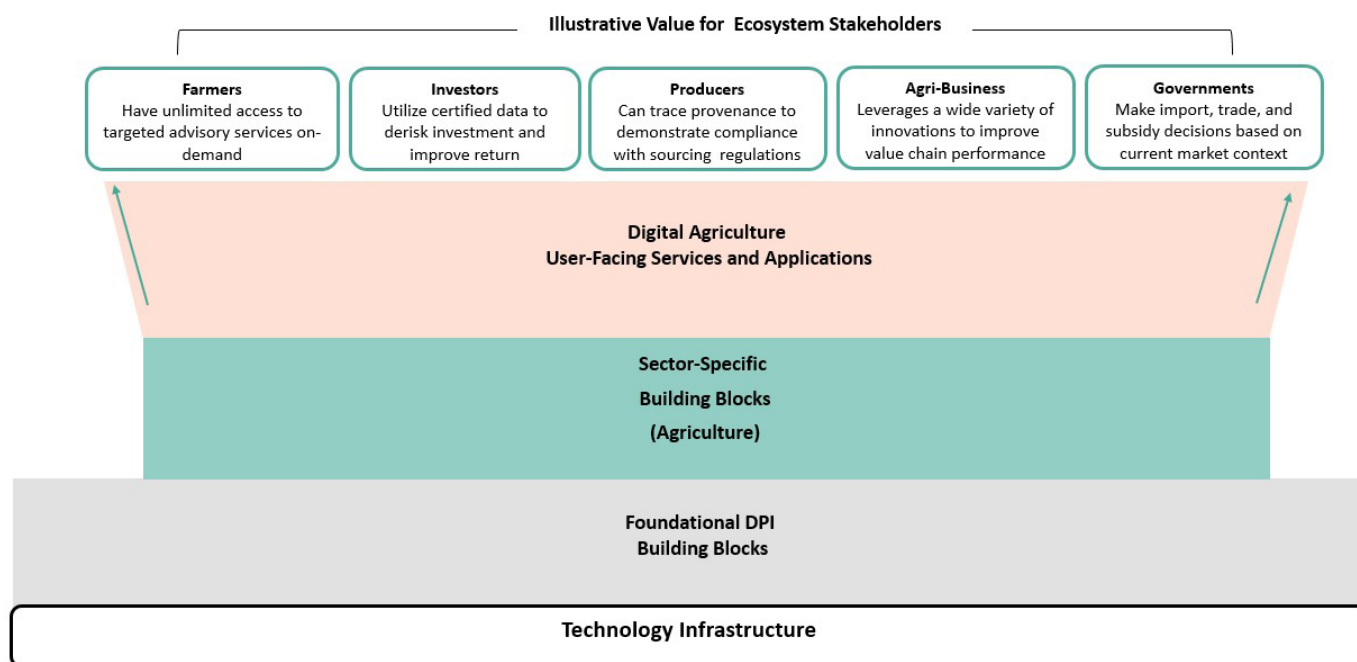 Illustrative Value for Ecosystem Stakeholders
Farmers
Have unlimited access to
targeted advisory services on-
demand
Investors
Utilize certified data to
derisk investment and
improve return
Producers
Can trace provenance to
demonstrate compliance
with sourcing regulations
Agri-Business
Leverages a wide variety of
innovations to improve
value chain performance
Governments
Make import, trade, and
subsidy decisions based on
current market context
Digital Agriculture
User-Facing Services and Applications
Sector-Specific
Building Blocks
(Agriculture)
Foundational DPI
Building Blocks
Technology Infrastructure